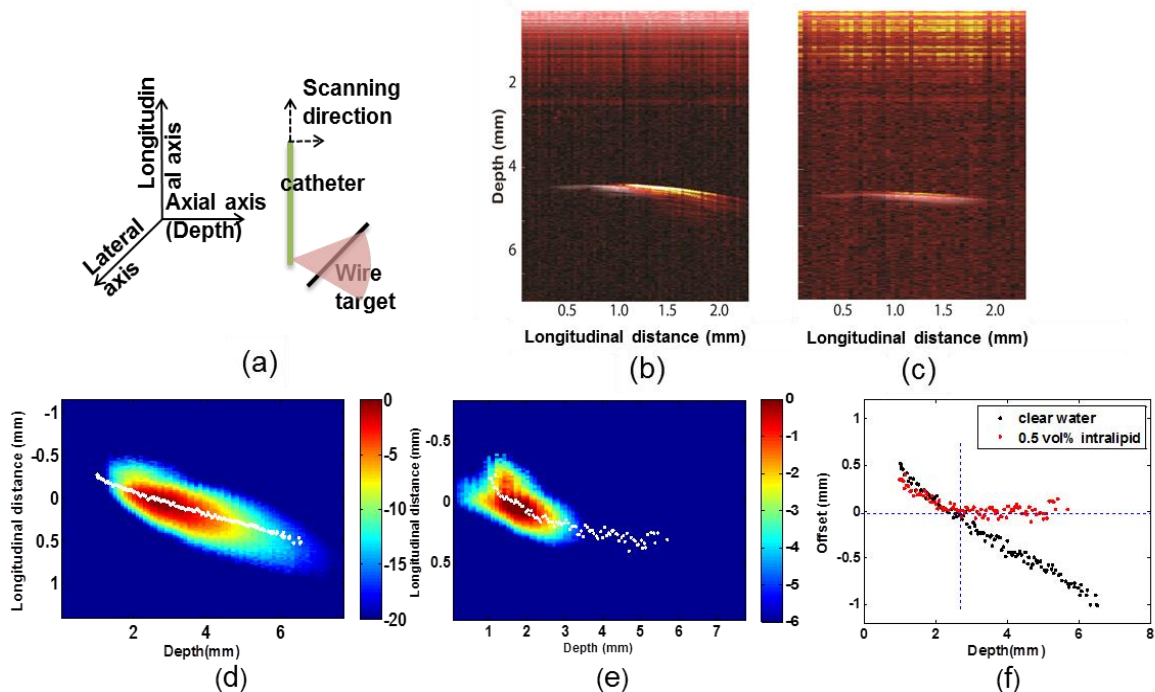 Longitudin
al axis
Axial axis
(Depth)
Lateral
axis
Scanning
direction
catheter
Wire
target
(a)
Depth (mm)
2
4
6
0.5 1.0 1.5 2.0
Longitudinal distance (mm)
(b)
0.5 1.0 1.5 2.0
Longitudinal distance (mm)
(c)
Longitudinal distance (mm)
-1
-0.5
0
0.5
1
2 4 6
Depth(mm)
0
-5
-10
-15
-20
(d)
Longitudinal distance (mm)
-0.5
0
0.5
1 2 3 4 5 6 7
Depth (mm)
0
-1
-2
-3
-4
-5
-6
(e)
clear water
0.5 vol% intralipid
Offset (mm)
1
0.5
0
-0.5
-1
0 2 4 6 8
Depth(mm)
(f)